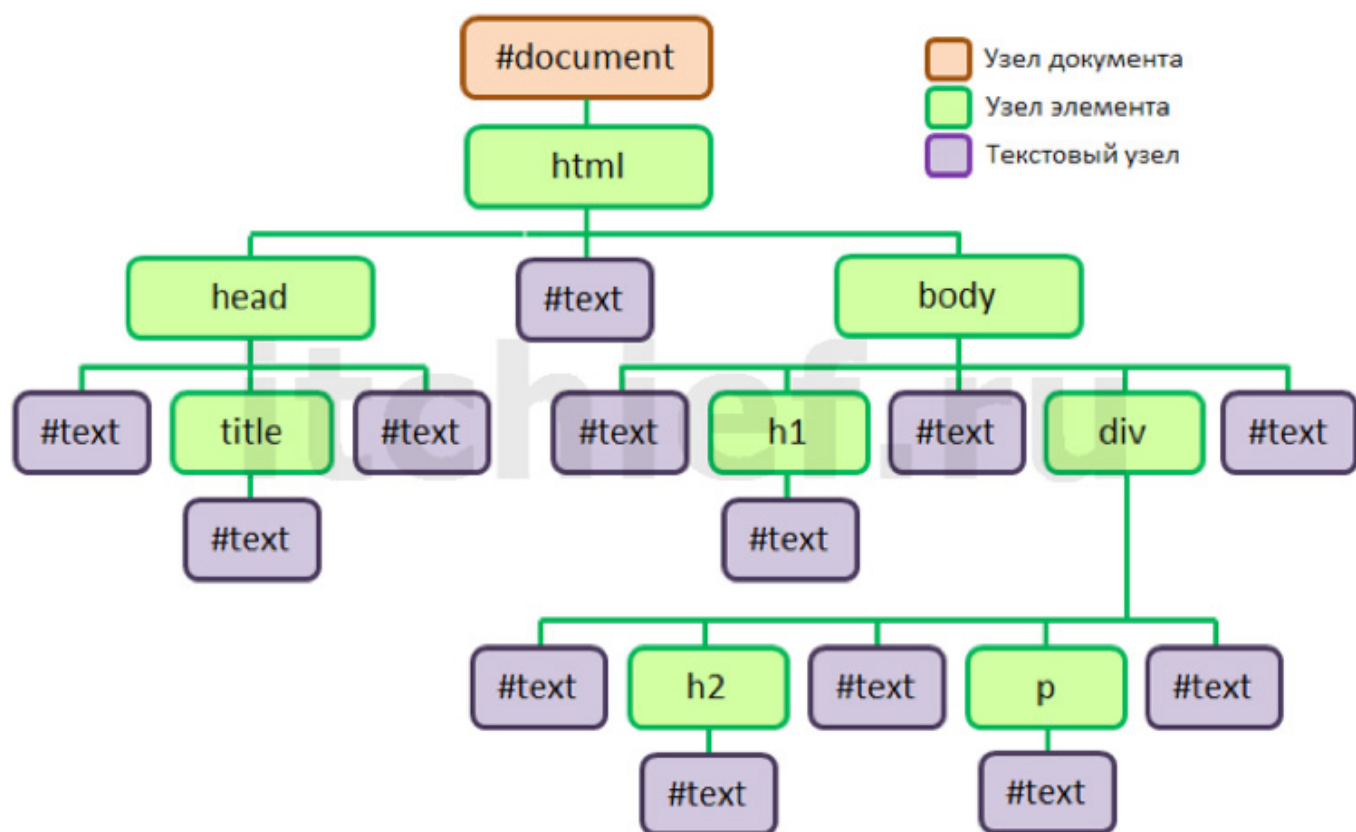 #document
Узел документа
Узел элемента
Текстовый узел
html
head
#text
body
#text
title
#text
#text
h1
#text
div
#text
#text
#text
#text
h2
#text
p
#text
#text
#text
itchief.ru